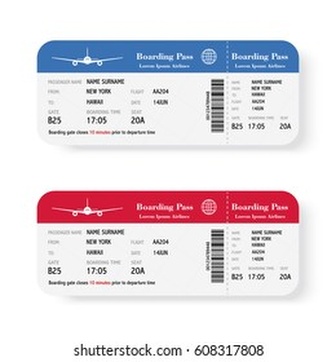 Boarding Pass
Lorem Ipsum Airlines
Boarding Pass
Lorem Ipsum Airlines
PASSENGER NAME NAME SURNAME
FROM NEW YORK FLIGHT AA204
TO HAWAII DATE 14JUN
GATE BOARDING TIME SEAT
B25 17:05 20A
Boarding gate closes 10 minutes prior to departure time
NAME SURNAME
FROM NEW YORK
TO HAWAII
FLIGHT AA204
DATE 14JUN
GATE BOARDING TIME SEAT
B25 17:05 20A
Boarding Pass
Lorem Ipsum Airlines
Boarding Pass
Lorem Ipsum Airlines
PASSENGER NAME NAME SURNAME
FROM NEW YORK FLIGHT AA204
TO HAWAII DATE 14JUN
GATE BOARDING TIME SEAT
B25 17:05 20A
Boarding gate closes 10 minutes prior to departure time
NAME SURNAME
FROM NEW YORK
TO HAWAII
FLIGHT AA204
DATE 14JUN
GATE BOARDING TIME SEAT
B25 17:05 20A
shutterstock.com · 608317808